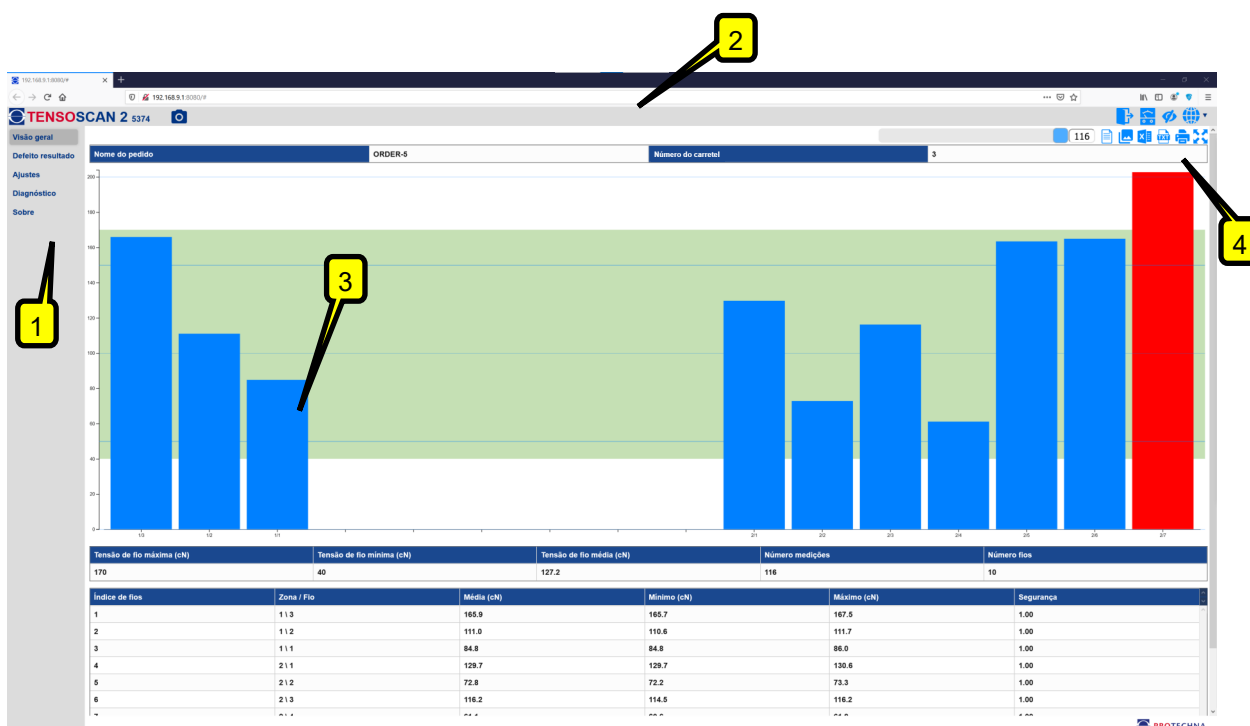 2
192.168.9.1:8080/#
192.168.9.1:8080/#
TENSOSCAN 2 5374
Visão geral
Defeito resultado
Ajustes
Diagnóstico
Sobre
116
TXT
Nome do pedido ORDER-5 Número do carretel 3
4
3
1
200
180
160
140
120
100
80
60
40
20
0
1/3 1/2 1/1 2/1 2/2 2/3 2/4 2/5 2/6 2/7
Tensão de fio máxima (cN) Tensão de fio mínima (cN) Tensão de fio média (cN) Número medições Número fios
170 40 127.2 116 10
Índice de fios Zona / Fio Média (cN) Mínimo (cN) Máximo (cN) Segurança
1 1 \ 3 165.9 165.7 167.5 1.00
2 1 \ 2 111.0 110.6 111.7 1.00
3 1 \ 1 84.8 84.8 86.0 1.00
4 2 \ 1 129.7 129.7 130.6 1.00
5 2 \ 2 72.8 72.2 73.3 1.00
6 2 \ 3 116.2 114.5 116.2 1.00
PROTECHNA